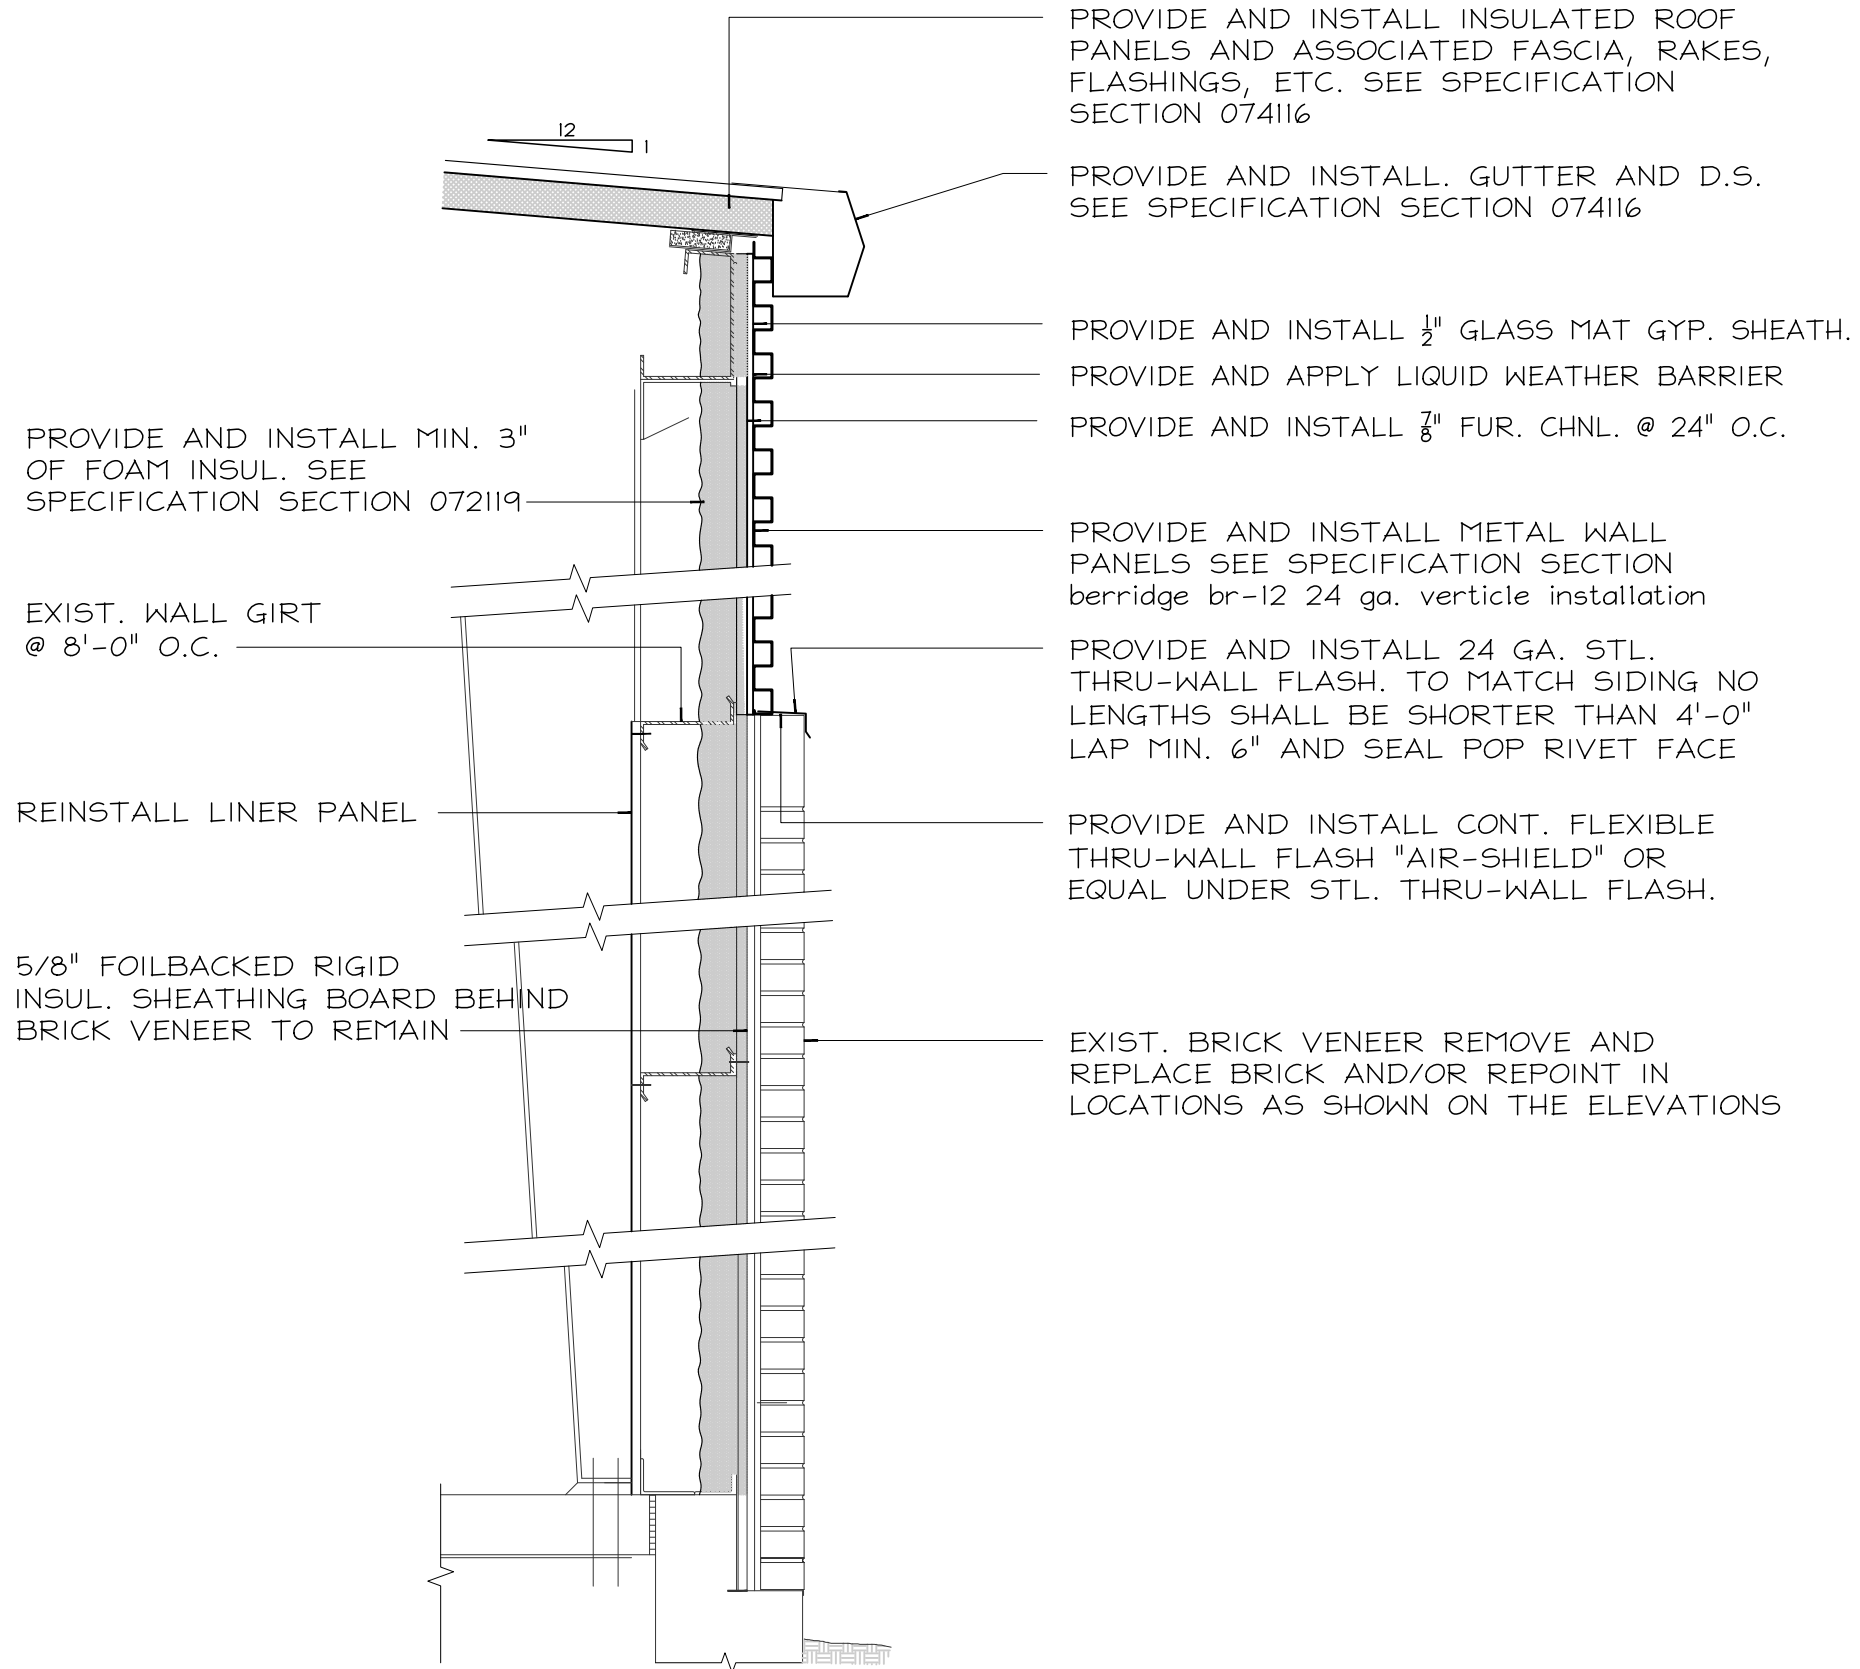 PROVIDE AND INSTALL INSULATED ROOF
PANELS AND ASSOCIATED FASCIA, RAKES,
FLASHINGS, ETC. SEE SPECIFICATION
SECTION 074116
12
1
PROVIDE AND INSTALL. GUTTER AND D.S.
SEE SPECIFICATION SECTION 074116
PROVIDE AND INSTALL 1/2" GLASS MAT GYP. SHEATH.
PROVIDE AND APPLY LIQUID WEATHER BARRIER
PROVIDE AND INSTALL 7/8" FUR. CHNL. @ 24" O.C.
PROVIDE AND INSTALL MIN. 3"
OF FOAM INSUL. SEE
SPECIFICATION SECTION 072119
PROVIDE AND INSTALL METAL WALL
PANELS SEE SPECIFICATION SECTION
berridge br-12 24 ga. verticle installation
EXIST. WALL GIRT
@ 8'-0" O.C.
PROVIDE AND INSTALL 24 GA. STL.
THRU-WALL FLASH. TO MATCH SIDING NO
LENGTHS SHALL BE SHORTER THAN 4'-0"
LAP MIN. 6" AND SEAL POP RIVET FACE
REINSTALL LINER PANEL
PROVIDE AND INSTALL CONT. FLEXIBLE
THRU-WALL FLASH "AIR-SHIELD" OR
EQUAL UNDER STL. THRU-WALL FLASH.
5/8" FOILBACKED RIGID
INSUL. SHEATHING BOARD BEHIND
BRICK VENEER TO REMAIN
EXIST. BRICK VENEER REMOVE AND
REPLACE BRICK AND/OR REPOINT IN
LOCATIONS AS SHOWN ON THE ELEVATIONS